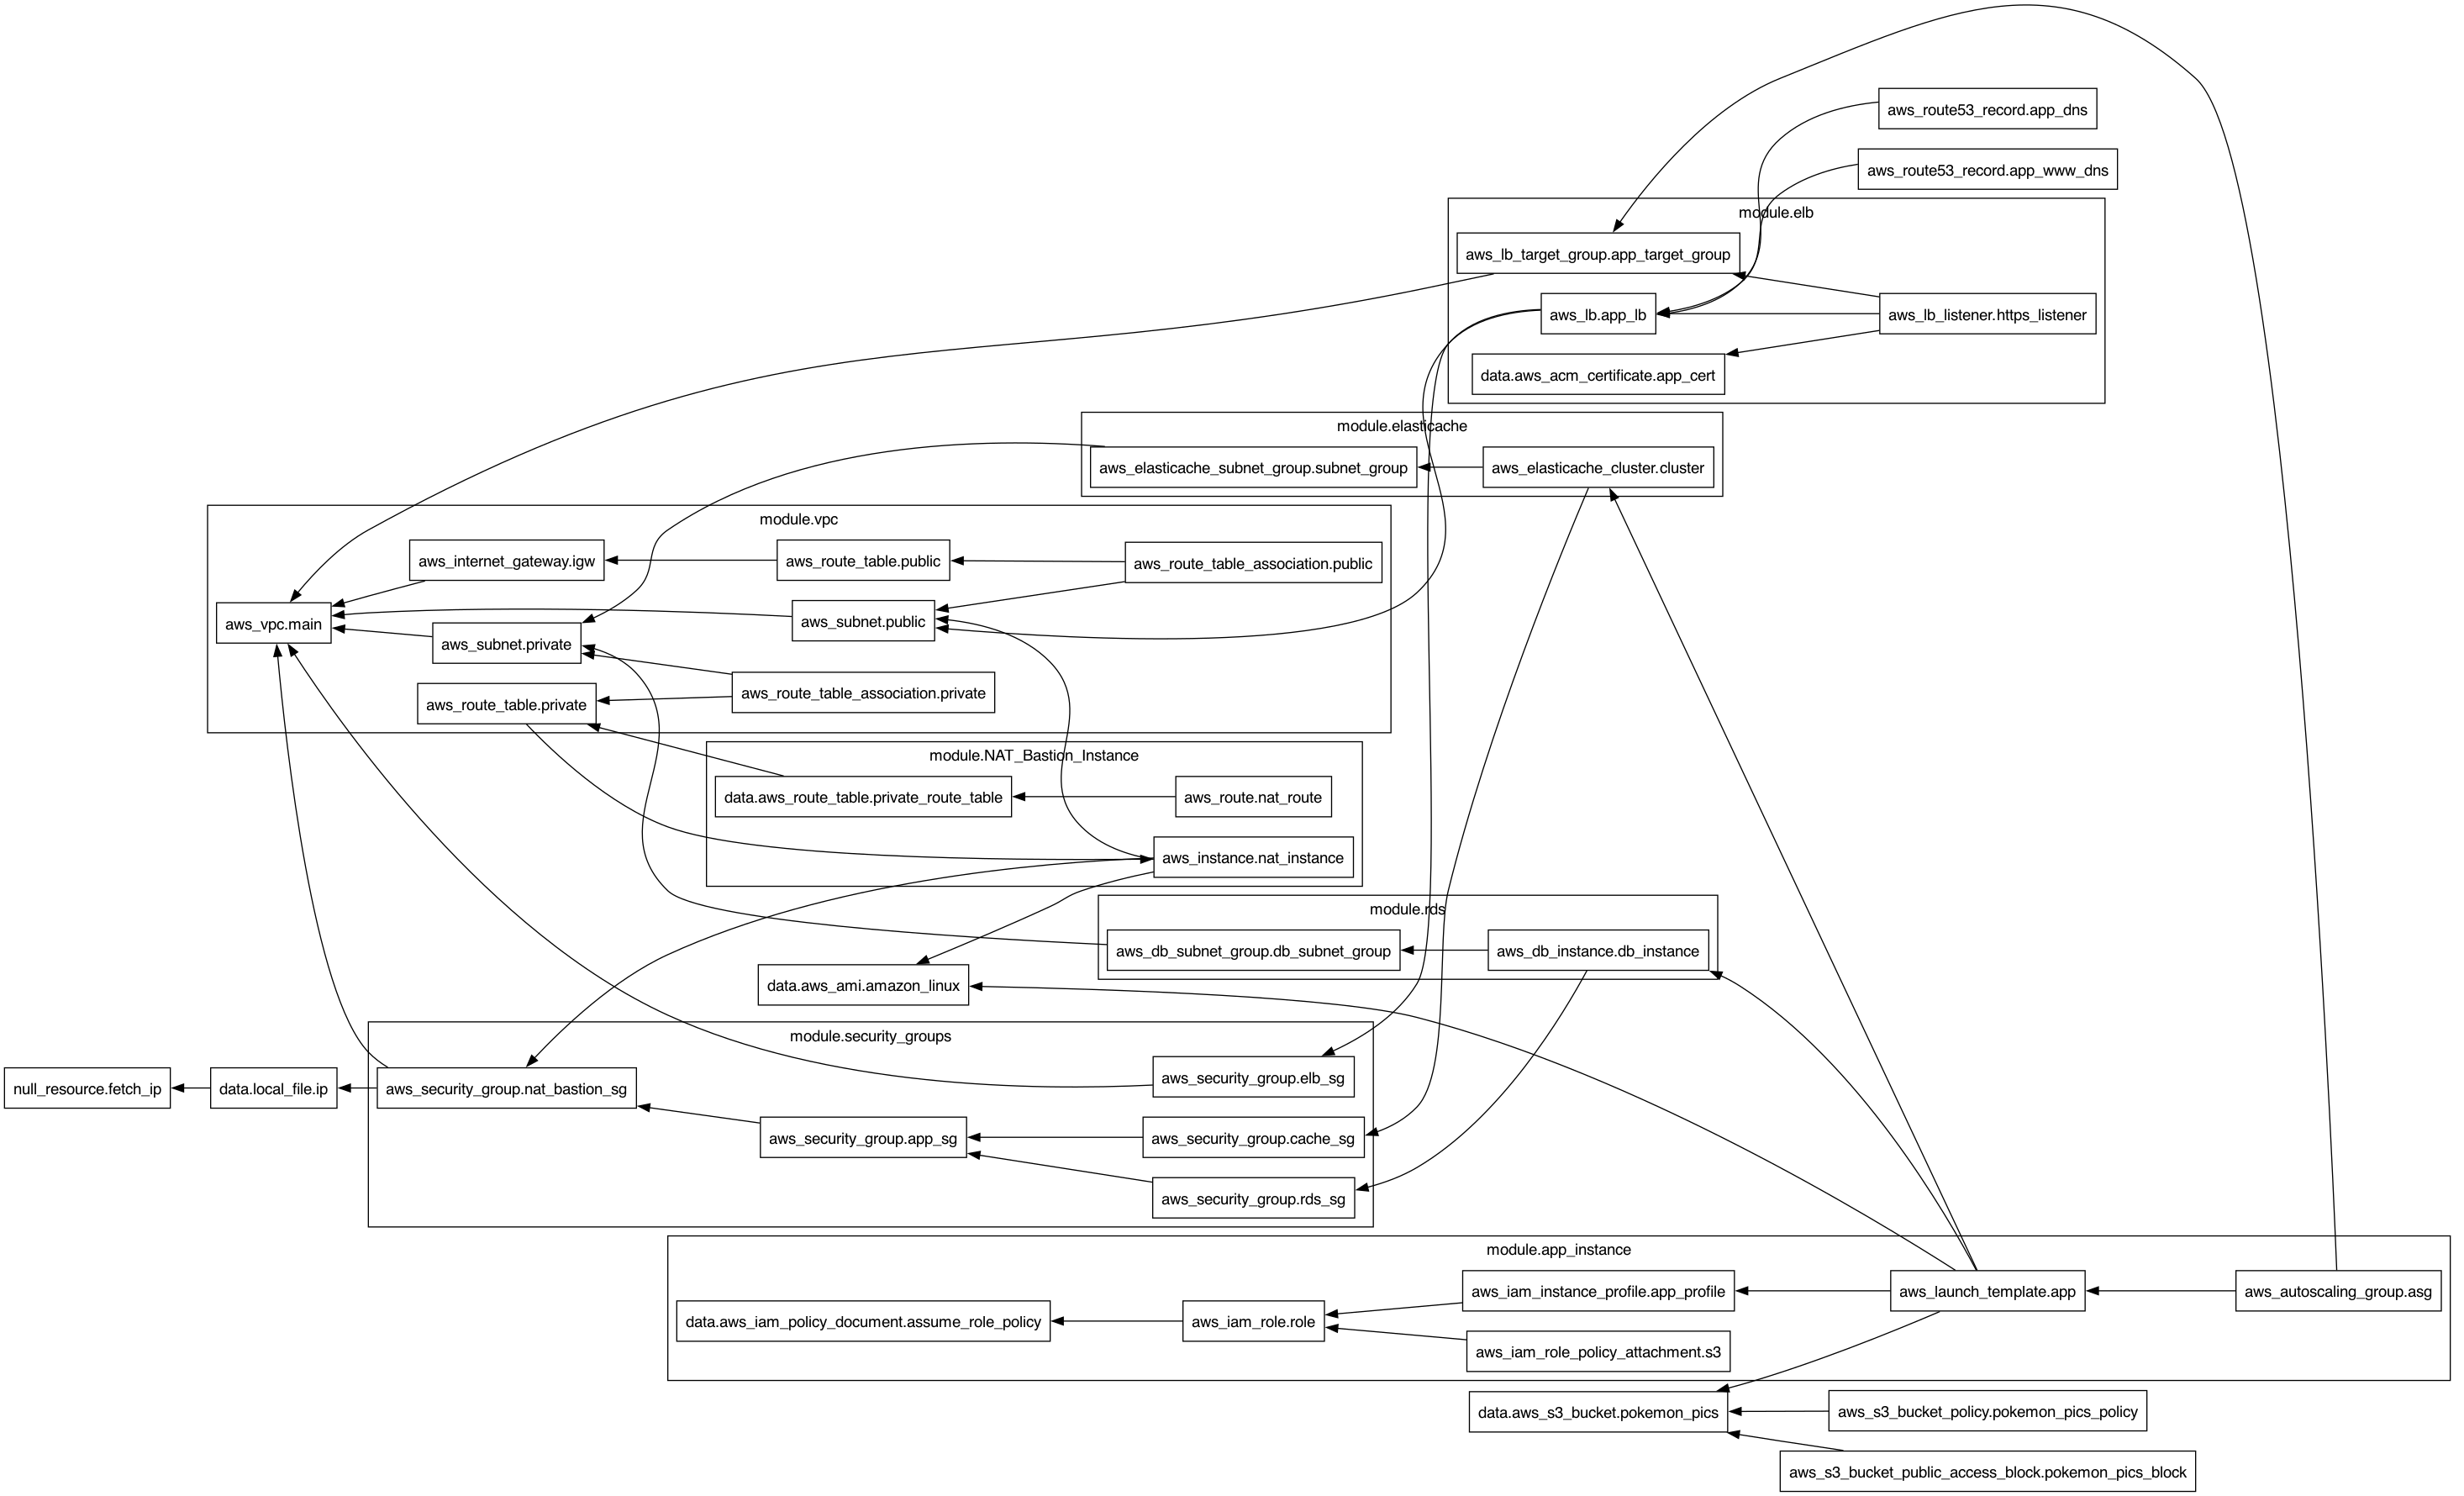 aws_route53_record.app_dns
aws_route53_record.app_www_dns
module.elb
aws_lb_target_group.app_target_group
aws_lb.app_lb
aws_lb_listener.https_listener
data.aws_acm_certificate.app_cert
module.elasticache
aws_elasticache_subnet_group.subnet_group
aws_elasticache_cluster.cluster
module.vpc
aws_internet_gateway.igw
aws_route_table.public
aws_route_table_association.public
aws_vpc.main
aws_subnet.public
aws_subnet.private
aws_route_table_association.private
aws_route_table.private
module.NAT_Bastion_Instance
data.aws_route_table.private_route_table
aws_route.nat_route
aws_instance.nat_instance
module.rds
aws_db_subnet_group.db_subnet_group
aws_db_instance.db_instance
data.aws_ami.amazon_linux
module.security_groups
null_resource.fetch_ip
data.local_file.ip
aws_security_group.nat_bastion_sg
aws_security_group.elb_sg
aws_security_group.app_sg
aws_security_group.cache_sg
aws_security_group.rds_sg
module.app_instance
aws_iam_instance_profile.app_profile
aws_launch_template.app
aws_autoscaling_group.asg
data.aws_iam_policy_document.assume_role_policy
aws_iam_role.role
aws_iam_role_policy_attachment.s3
data.aws_s3_bucket.pokemon_pics
aws_s3_bucket_policy.pokemon_pics_policy
aws_s3_bucket_public_access_block.pokemon_pics_block